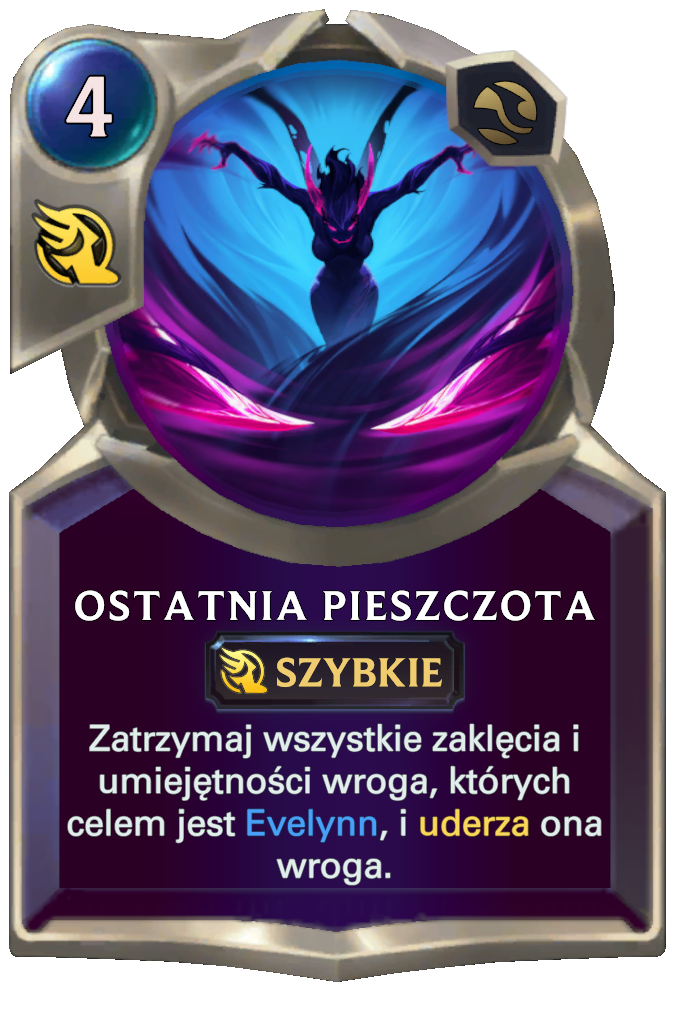 4
OSTATNIA PIESZCZOTA
SZYBKIE
Zatrzymaj wszystkie zaklęcia i
umiejętności wroga, których
celem jest Evelynn, i uderza ona
wroga.